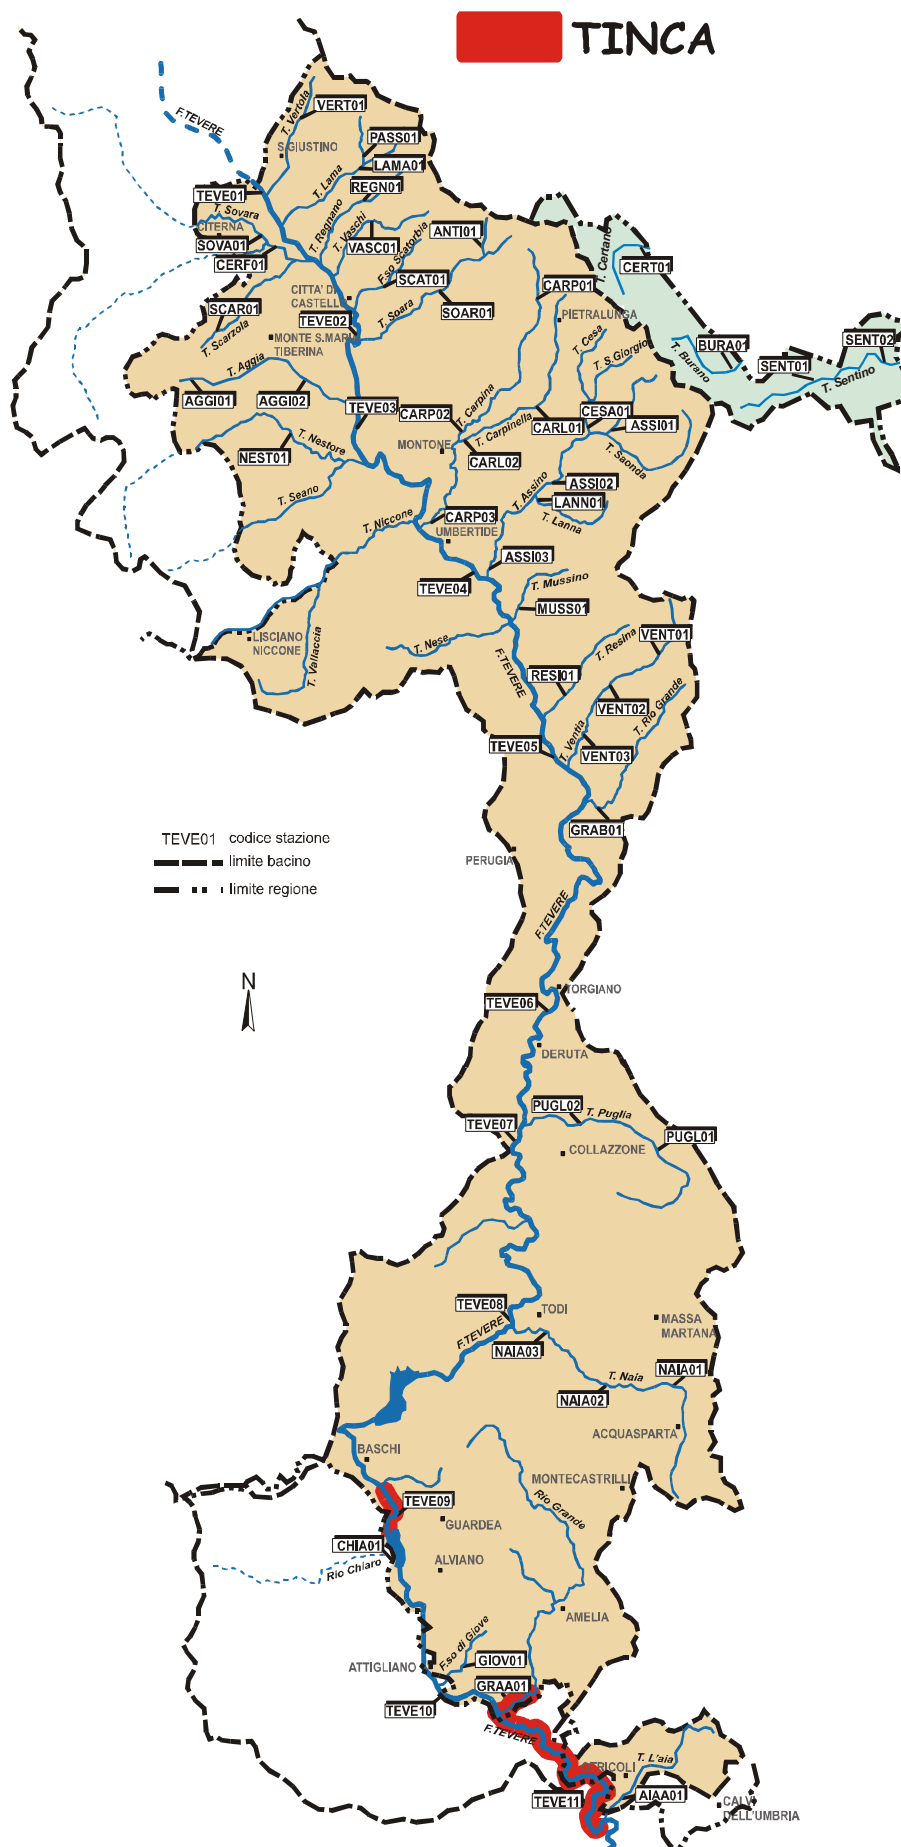 TINCA
F.TEVERE
T. Vertola
VERT01
S.GIUSTINO
PASS01
LAMA01
T. Lama
REGN01
TEVE01
T. Sovara
CITERNA
SOVA01
CERF01
T. Regnano
T. Vaschi
VASC01
F.so Scatorbia
ANTI01
SCAT01
SOAR01
T. Soara
CITTA' DI
CASTELLO
TEVE02
SCAR01
T. Scarzola
MONTE S.MARIA
TIBERINA
T. Certano
CERT01
CARP01
PIETRALUNGA
T. Cesa
T. S.Giorgio
T. Burano
BURA01
SENT01
SENT02
T. Sentino
T. Aggia
AGGI01
AGGI02
TEVE03
CARP02
T. Carpina
T. Carpinella
CARL01
CESA01
ASSI01
MONTONE
CARL02
T. Saonda
NEST01
T. Nestore
T. Seano
T. Assino
ASSI02
LANN01
T. Lanna
T. Niccone
CARP03
UMBERTIDE
ASSI03
TEVE04
T. Mussino
MUSS01
LISCIANO
NICCONE
T. Vallaccia
T. Nese
F.TEVERE
T. Resina
VENT01
RESI01
VENT02
T. Rio Grande
T. Ventia
TEVE05
VENT03
GRAB01
TEVE01 codice stazione
limite bacino
limite regione
PERUGIA
F.TEVERE
N
TORGIANO
TEVE06
DERUTA
PUGL02
T. Puglia
TEVE07
PUGL01
COLLAZZONE
TEVE08
TODI
F.TEVERE
MASSA
MARTANA
NAIA03
T. Naia
NAIA01
NAIA02
ACQUASPARTA
BASCHI
MONTECASTRILLI
TEVE09
Rio Grande
GUARDEA
CHIA01
Rio Chiaro
ALVIANO
AMELIA
F.so di Giove
ATTIGLIANO
GIOV01
GRAA01
TEVE10
F.TEVERE
T. L'aia
TEVE11
AIAA01
DELL'UMBRIA